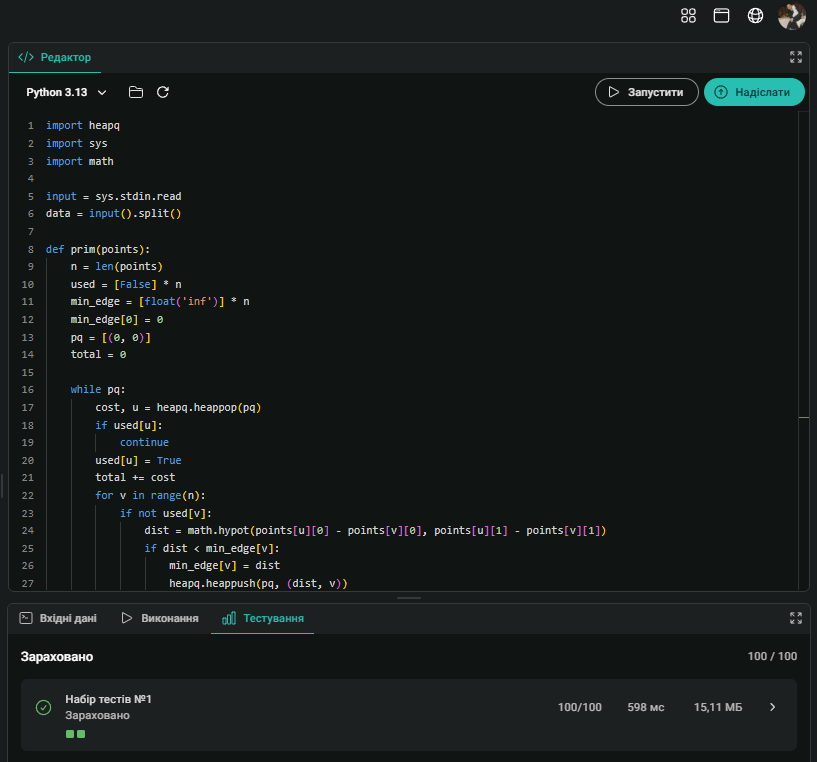 </> Редактор
Python 3.13
Запустити
Надіслати
1 import heapq
2 import sys
3 import math
4
5 input = sys.stdin.read
6 data = input().split()
7
8 def prim(points):
9     n = len(points)
10     used = [False] * n
11     min_edge = [float('inf')] * n
12     min_edge[0] = 0
13     pq = [(0, 0)]
14     total = 0
15
16     while pq:
17         cost, u = heapq.heappop(pq)
18         if used[u]:
19             continue
20         used[u] = True
21         total += cost
22         for v in range(n):
23             if not used[v]:
24                 dist = math.hypot(points[u][0] - points[v][0], points[u][1] - points[v][1])
25                 if dist < min_edge[v]:
26                     min_edge[v] = dist
27                     heapq.heappush(pq, (dist, v))
Вхідні дані Виконання Тестування
Зараховано 100 / 100
Набір тестів №1
Зараховано
100/100 598 мс 15,11 МБ